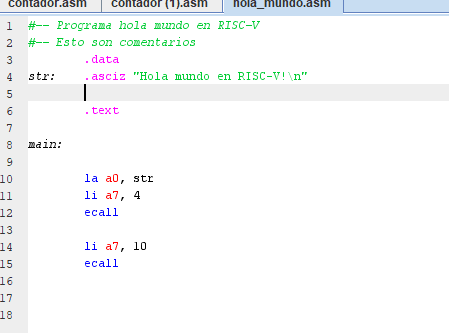 contador.asm contador (1).asm hola_mundo.asm
1 #-- Programa hola mundo en RISC-V
2 #-- Esto son comentarios
3 .data
4 str: .asciz "Hola mundo en RISC-V!\n"
5
6 .text
7
8 main:
9
10 la a0, str
11 li a7, 4
12 ecall
13
14 li a7, 10
15 ecall
16
17
18